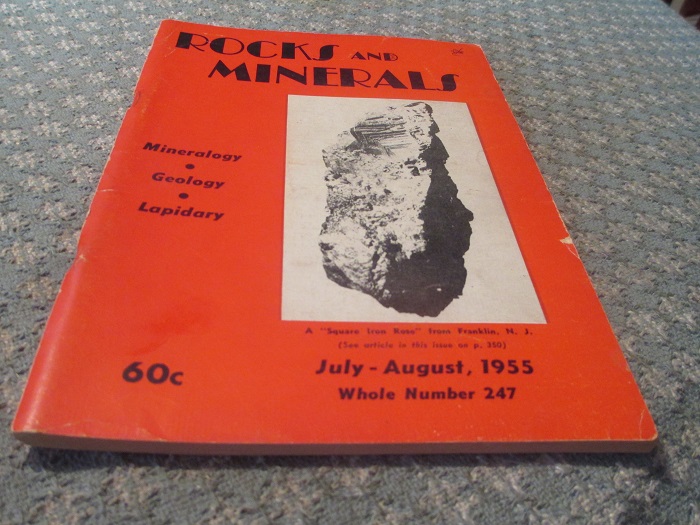 ROCKS AND
MINERALS
Mineralogy
•
Geology
•
Lapidary
A "Square Iron Rose" from Franklin, N. J.
(See article in this issue on p. 350)
60c
July - August, 1955
Whole Number 247